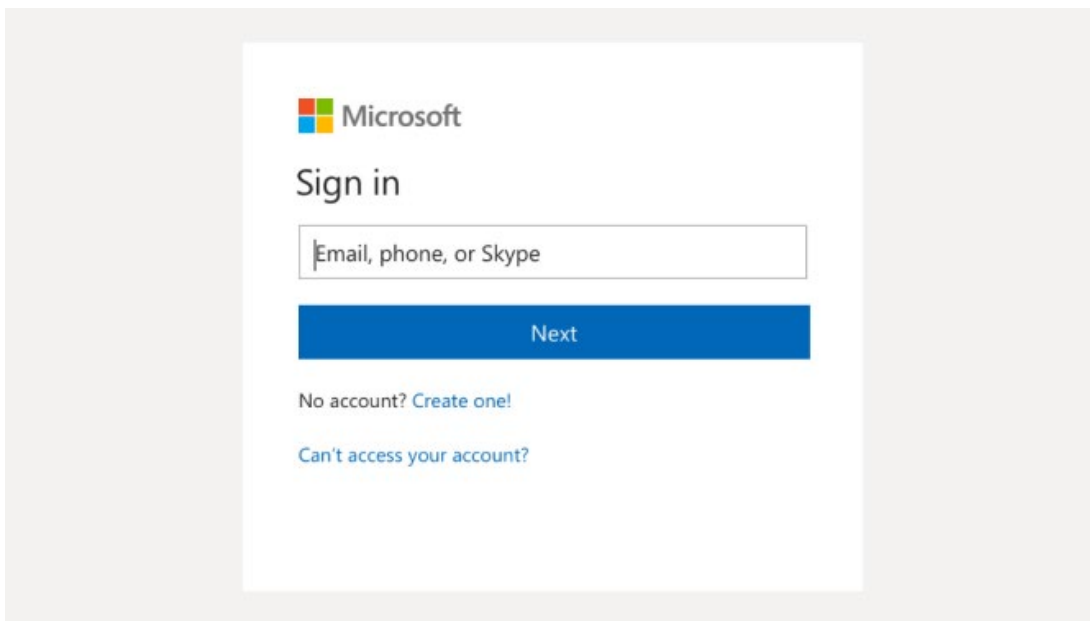 Microsoft
Sign in
Email, phone, or Skype
Next
No account? Create one!
Can't access your account?